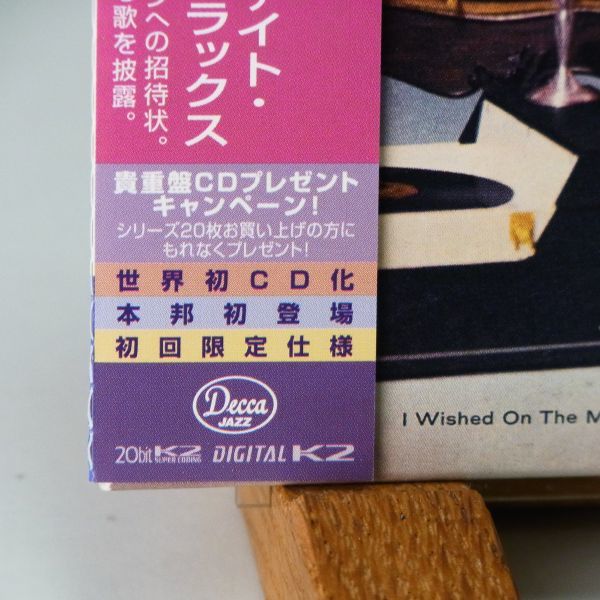 ナイト・
ラックス
への招待状。
歌を披露。
貴重盤CDプレゼント
キャンペーン!
シリーズ20枚お買い上げの方に
もれなくプレゼント!
世界初CD化
本邦初登場
初回限定仕様
Decca
JAZZ
20bit K2
SUPER CODING
DIGITAL K2
I Wished On The M